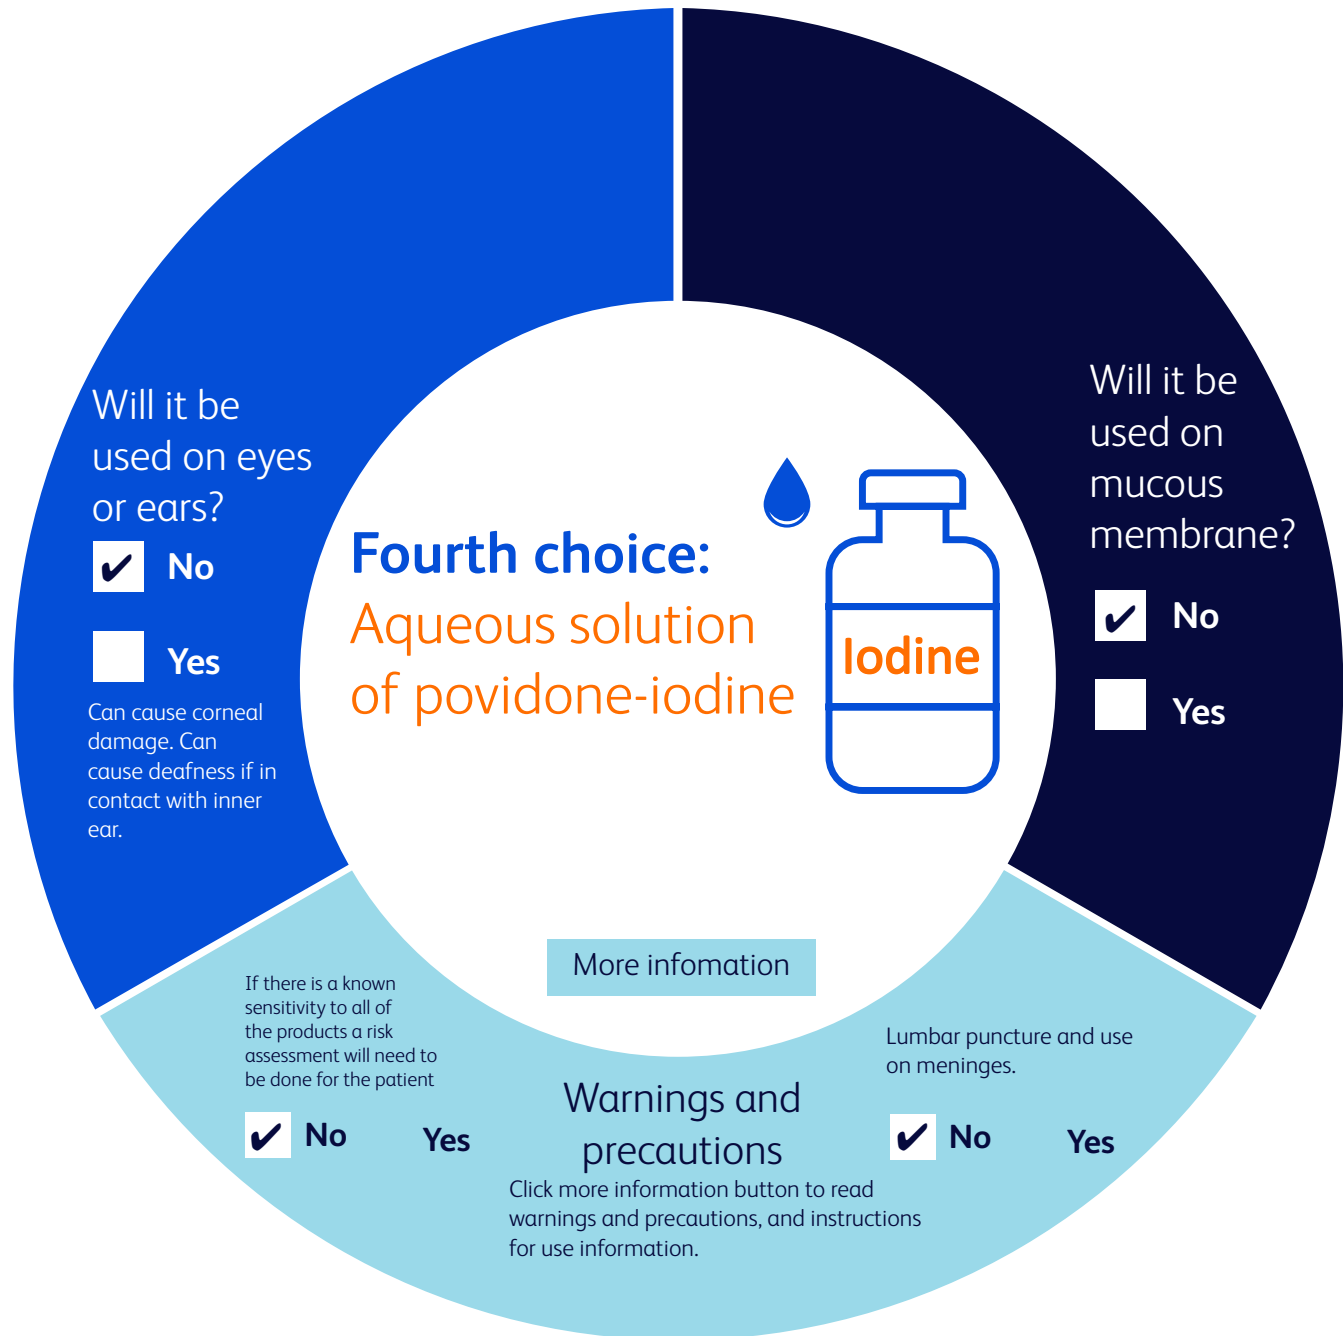 Will it be
used on eyes
or ears?
✔ No
Yes
Can cause corneal
damage. Can
cause deafness if in
contact with inner
ear.
Fourth choice:
Aqueous solution
of povidone-iodine
Iodine
More infomation
Will it be
used on
mucous
membrane?
✔ No
Yes
If there is a known
sensitivity to all of
the products a risk
assessment will need to
be done for the patient
✔ No Yes
Warnings and
precautions
Click more information button to read
warnings and precautions, and instructions
for use information.
Lumbar puncture and use
on meninges.
✔ No Yes